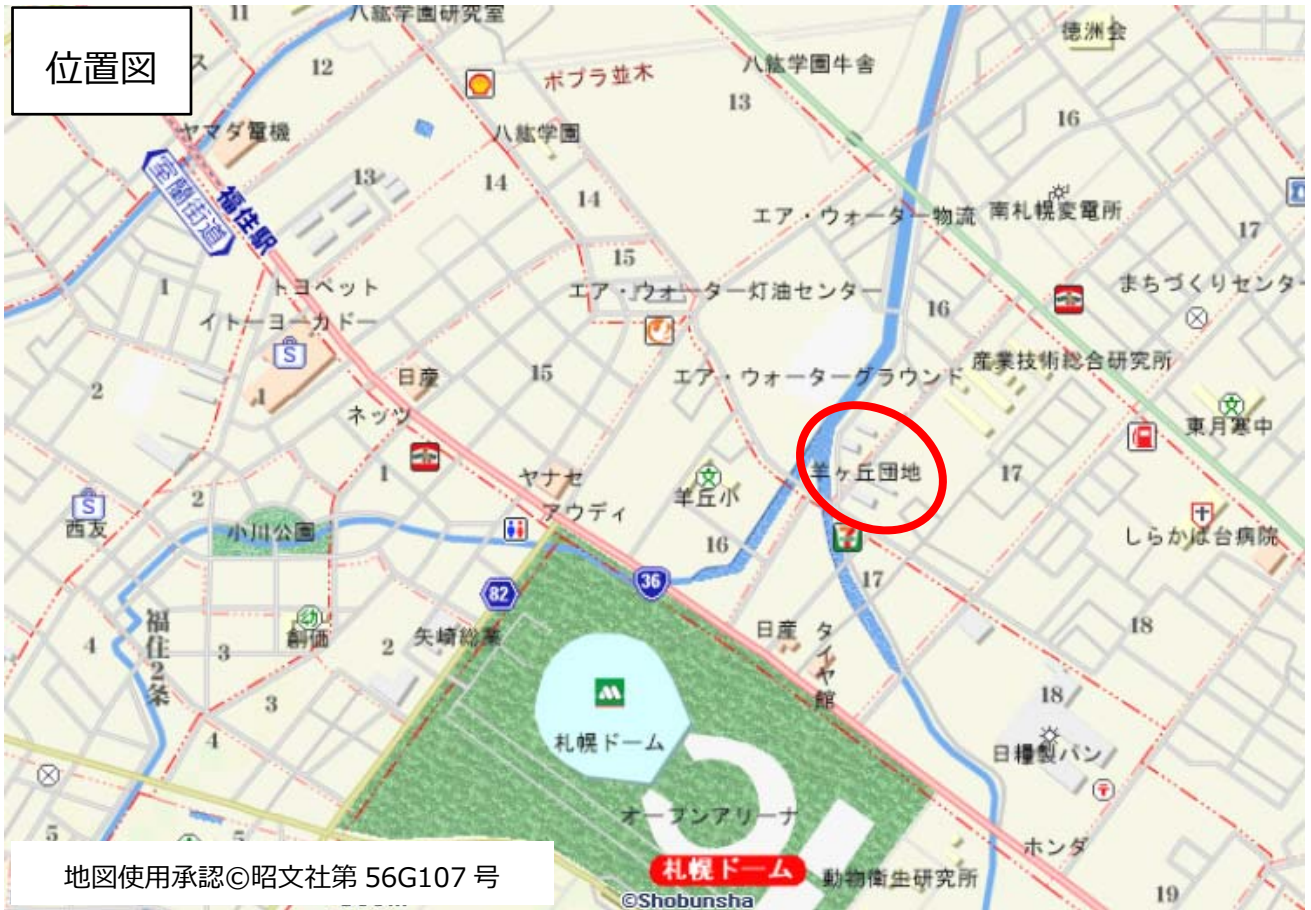 11
八紘学園研究室
徳洲会
位置図
ス
12
ポプラ並木
八紘学園牛舎
13
16
ヤマダ電機
八紘学園
室蘭街道
福住駅
13
14
14
エア・ウォーター物流
南札幌変電所
17
15
1
トヨペット
エア・ウォーター灯油センター
まちづくりセンター
イトーヨーカドー
16
S
2
日産
15
エア・ウォーターグラウンド
産業技術総合研究所
1
ネッツ
文
東月寒中
1
ヤナセ
文
羊丘小
羊ヶ丘団地
17
S
西友
2
小川公園
アウディ
しらかば台病院
16
7
36
17
82
福住2条
4
3
幼
創価
2
矢崎総業
日産
タイヤ館
18
3
札幌ドーム
18
4
日糧製パン
5
5
オープンアリーナ
ホンダ
地図使用承認©昭文社第 56G107 号
札幌ドーム
動物衛生研究所
19
©Shobunsha